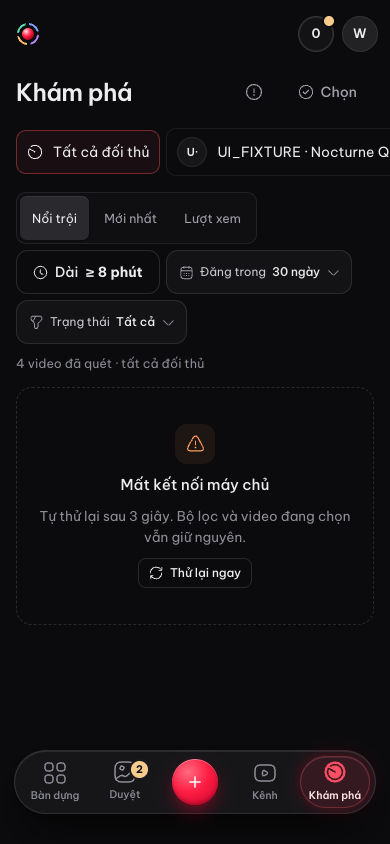 0
W
Khám phá
Chọn
Tất cả đối thủ
U·
UI_FIXTURE · Nocturne Q
Nổi trội
Mới nhất
Lượt xem
Dài ≥ 8 phút
Đăng trong 30 ngày
Trạng thái Tất cả
4 video đã quét · tất cả đối thủ
Mất kết nối máy chủ
Tự thử lại sau 3 giây. Bộ lọc và video đang chọn
vẫn giữ nguyên.
Thử lại ngay
2
Bàn dựng
Duyệt
Kênh
Khám phá